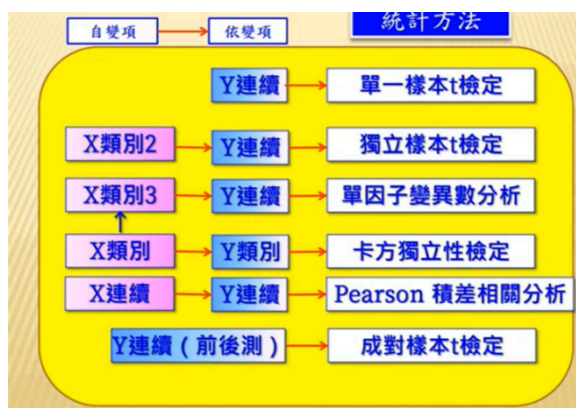 自變項 依變項 統計方法
Y連續 單一樣本t檢定
X類別2 Y連續 獨立樣本t檢定
X類別3 Y連續 單因子變異數分析
X類別 Y類別 卡方獨立性檢定
X連續 Y連續 Pearson 積差相關分析
Y連續（前後測） 成對樣本t檢定